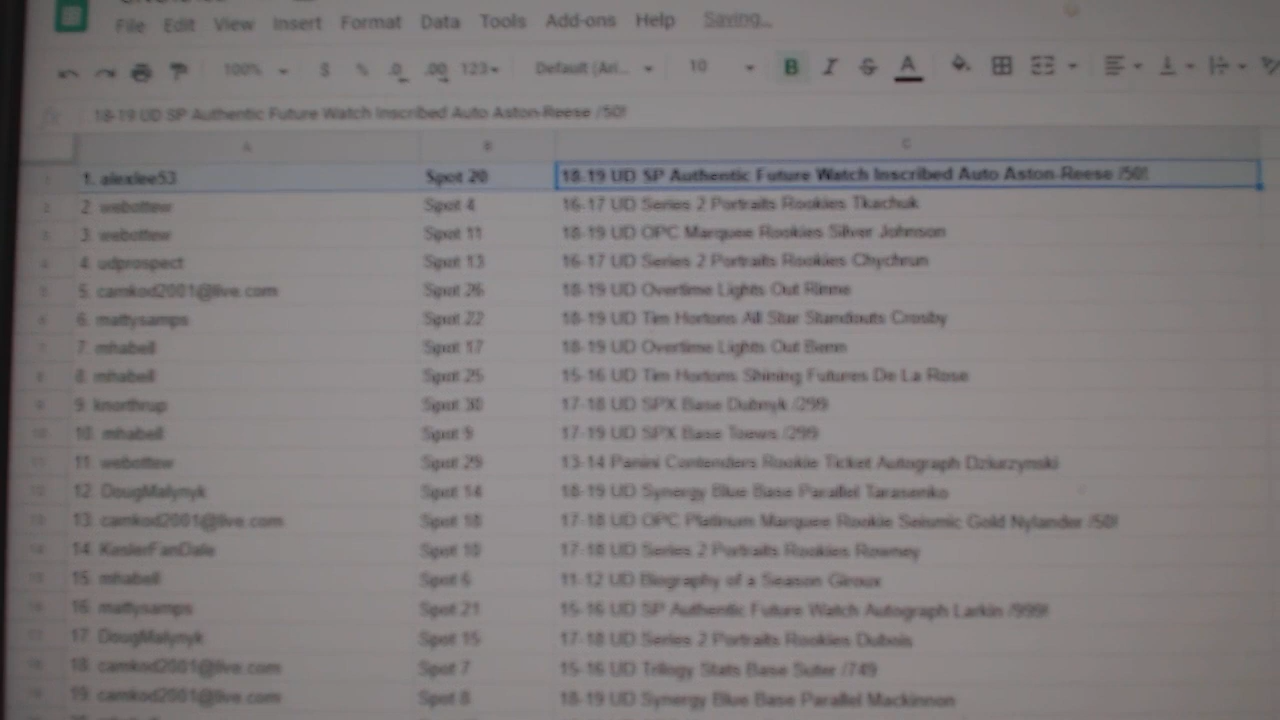 File Edit View Insert Format Data Tools Add-ons Help Saving...
100% $ % .0 .00 123 Default (Ari... 10 B I S A
fx 18-19 UD SP Authentic Future Watch Inscribed Auto Aston-Reese /50!
A B C
1. alexlee53 Spot 20 18-19 UD SP Authentic Future Watch Inscribed Auto Aston-Reese /50!
2. webottew Spot 4 16-17 UD Series 2 Portraits Rookies Tkachuk
3. webottew Spot 11 18-19 UD OPC Marquee Rookies Silver Johnson
4. udprospect Spot 13 16-17 UD Series 2 Portraits Rookies Chychrun
5. camkod2001@live.com Spot 26 18-19 UD Overtime Lights Out Rinne
6. mattysamps Spot 22 18-19 UD Tim Hortons All Star Standouts Crosby
7. mhabell Spot 17 18-19 UD Overtime Lights Out Benn
8. mhabell Spot 25 15-16 UD Tim Hortons Shining Futures De La Rose
9. knorthrup Spot 30 17-18 UD SPX Base Dubnyk /299
10. mhabell Spot 9 17-19 UD SPX Base Toews /299
11. webottew Spot 29 13-14 Panini Contenders Rookie Ticket Autograph Dziurzynski
12. DougMalynyk Spot 14 18-19 UD Synergy Blue Base Parallel Tarasenko
13. camkod2001@live.com Spot 18 17-18 UD OPC Platinum Marquee Rookie Seismic Gold Nylander /50!
14. KeslerFanDale Spot 10 17-18 UD Series 2 Portraits Rookies Rowney
15. mhabell Spot 6 11-12 UD Biography of a Season Giroux
16. mattysamps Spot 21 15-16 UD SP Authentic Future Watch Autograph Larkin /999!
17. DougMalynyk Spot 15 17-18 UD Series 2 Portraits Rookies Dubois
18. camkod2001@live.com Spot 7 15-16 UD Trilogy Stats Base Suter /749
19. camkod2001@live.com Spot 8 18-19 UD Synergy Blue Base Parallel Mackinnon